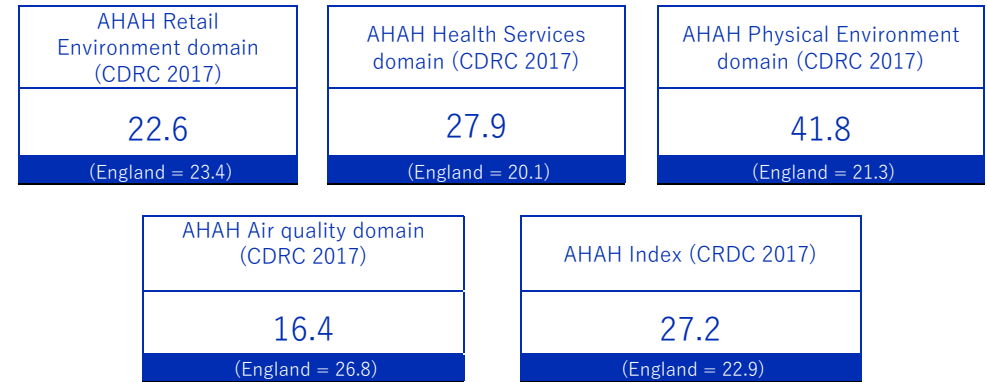 AHAH Retail
Environment domain
(CDRC 2017)
22.6
(England = 23.4)
AHAH Health Services
domain (CDRC 2017)
27.9
(England = 20.1)
AHAH Physical Environment
domain (CDRC 2017)
41.8
(England = 21.3)
AHAH Air quality domain
(CDRC 2017)
16.4
(England = 26.8)
AHAH Index (CRDC 2017)
27.2
(England = 22.9)